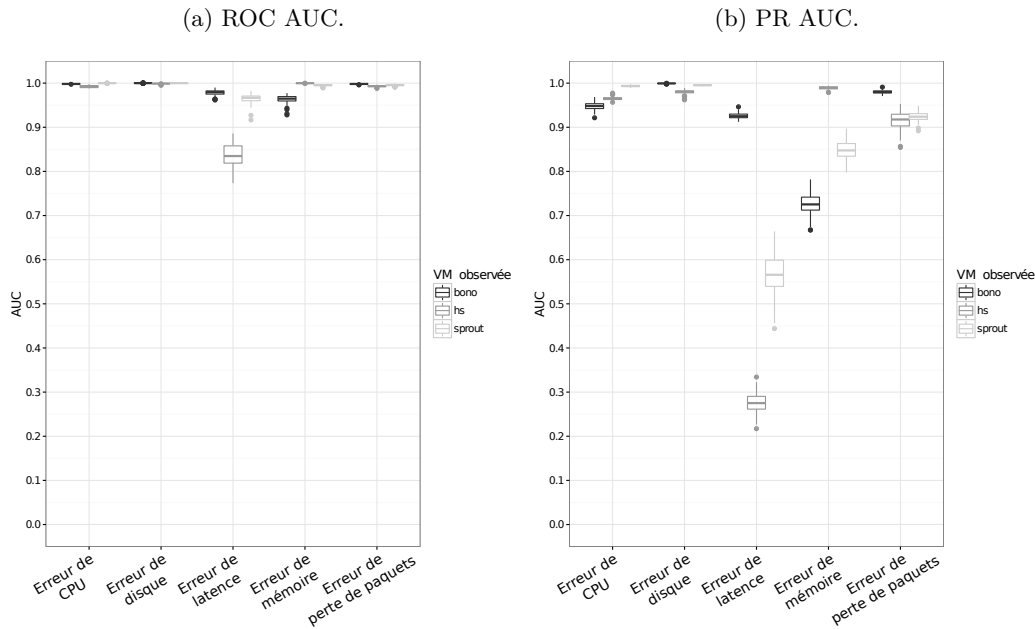 (a) ROC AUC.
(b) PR AUC.
1.0
0.9
0.8
0.7
0.6
0.5
0.4
0.3
0.2
0.1
0.0
AUC
Erreur de
CPU
Erreur de
disque
Erreur de
latence
Erreur de
mémoire
Erreur de
perte de paquets
VM observée
bono
hs
sprout
1.0
0.9
0.8
0.7
0.6
0.5
0.4
0.3
0.2
0.1
0.0
AUC
Erreur de
CPU
Erreur de
disque
Erreur de
latence
Erreur de
mémoire
Erreur de
perte de paquets
VM observée
bono
hs
sprout